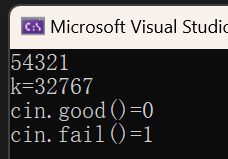 Microsoft Visual Studio
54321
k=32767
cin.good()=0
cin.fail()=1